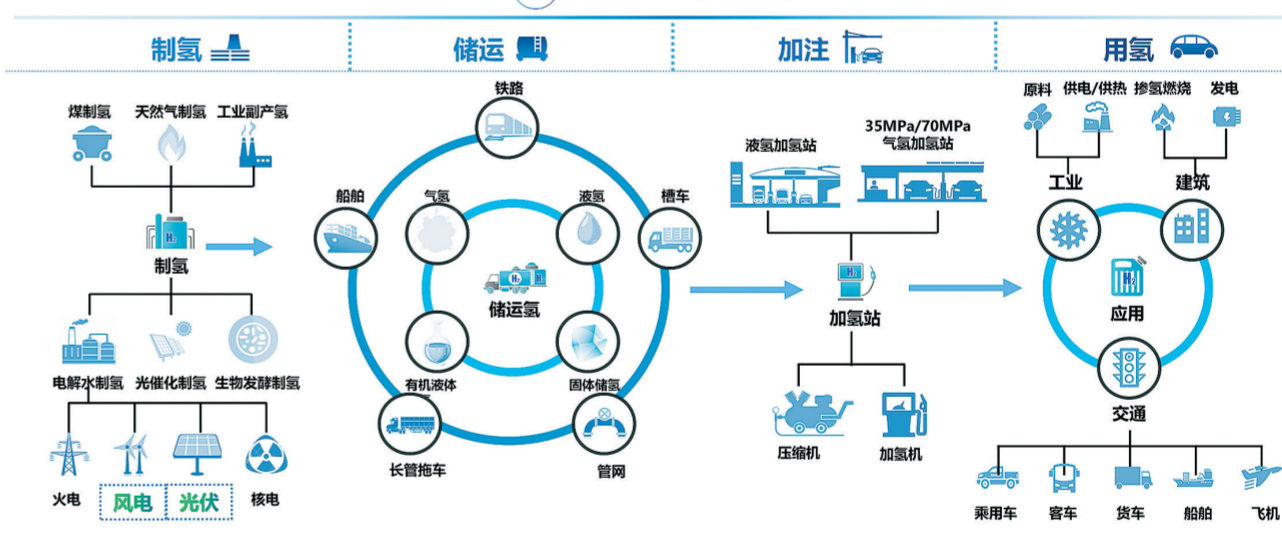 制氢
储运
加注
用氢
煤制氢
天然气制氢
工业副产氢
H₂
制氢
电解水制氢
光催化制氢
生物发酵制氢
火电
风电
光伏
核电
铁路
船舶
气氢
液氢
槽车
H₂
H₂
储运氢
有机液体
固体储氢
长管拖车
管网
液氢加氢站
35MPa/70MPa
气氢加氢站
H₂
加氢站
压缩机
加氢机
原料
供电/供热
掺氢燃烧
发电
工业
建筑
H₂
应用
交通
乘用车
客车
货车
船舶
飞机